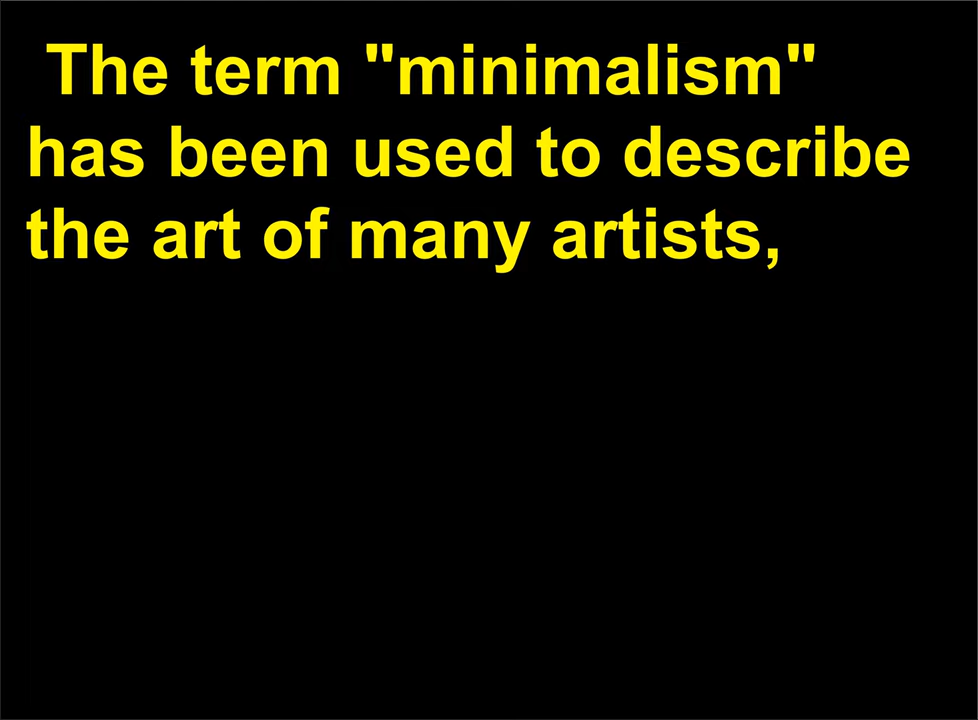 The term "minimalism"
has been used to describe
the art of many artists,